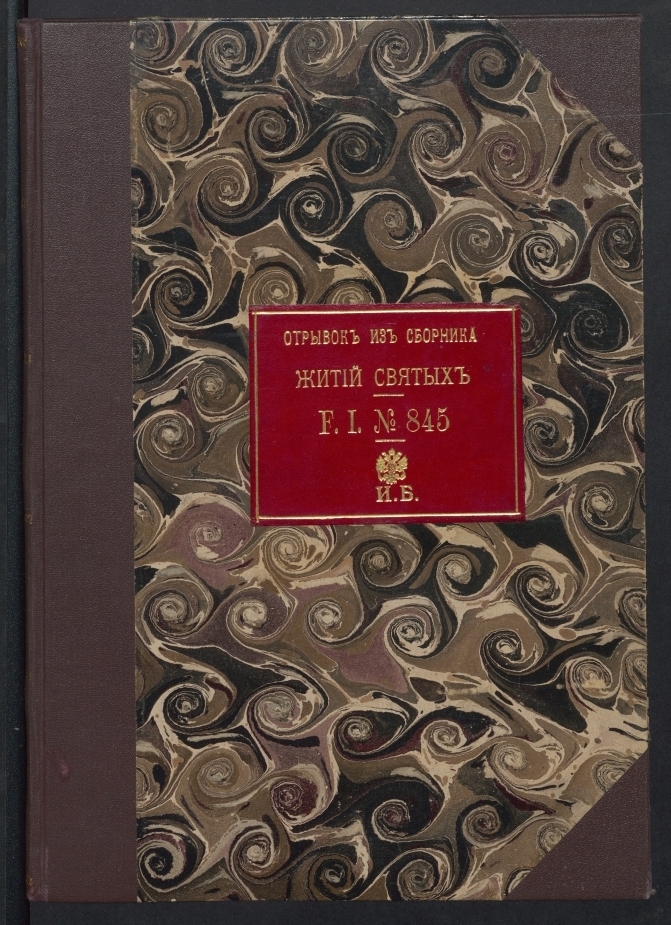 ОТРЫВОКЪ ИЗЪ СБОРНИКА
ЖИТІЙ СВЯТЫХЪ
F. I. № 845
И.Б.